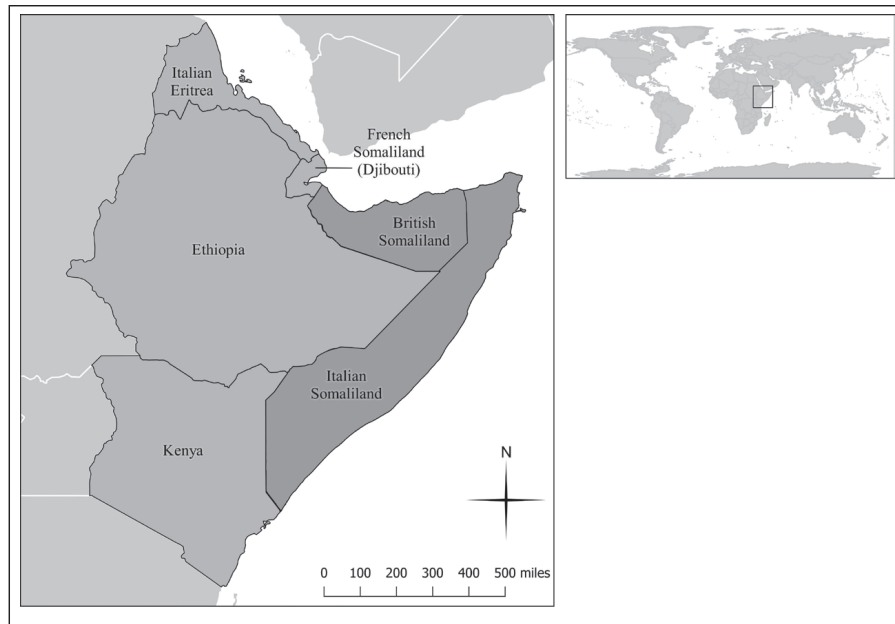 Italian
Eritrea
French
Somaliland
(Djibouti)
British
Somaliland
Ethiopia
Italian
Somaliland
Kenya
N
0 100 200 300 400 500 miles